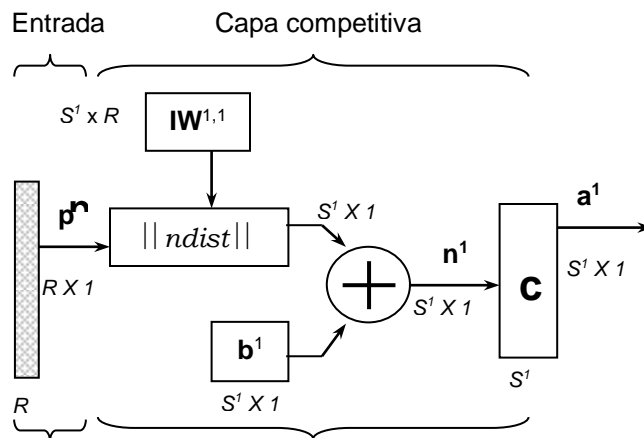 Entrada
Capa competitiva
S¹ x R
IW¹,¹
|| ndist ||
S¹ X 1
a¹
R X 1
n¹
S¹ X 1
C
S¹ X 1
b¹
S¹ X 1
S¹
R